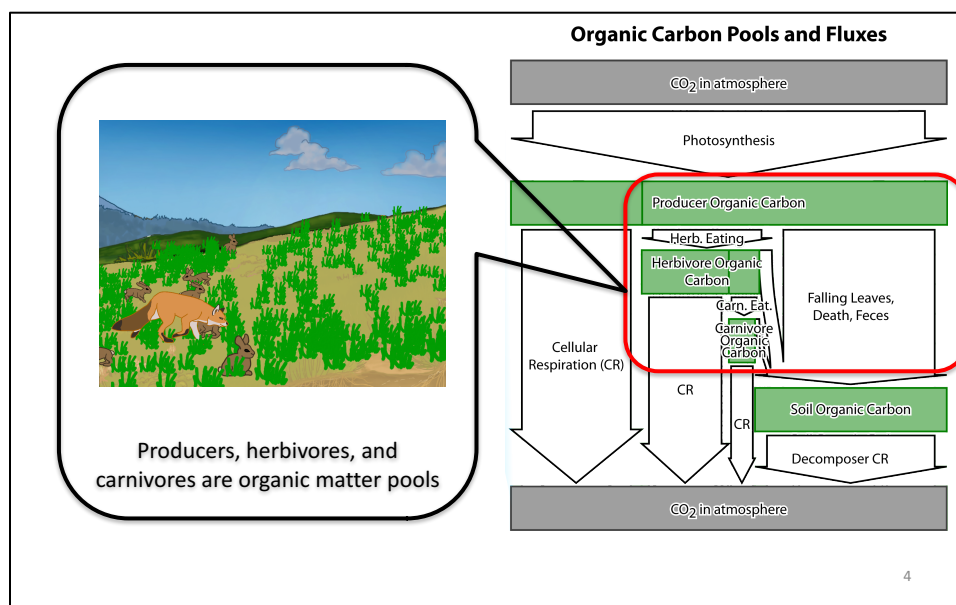 Organic Carbon Pools and Fluxes
CO2 in atmosphere
Photosynthesis
Producer Organic Carbon
Herb. Eating
Herbivore Organic
Carbon
Carn. Eat.
Carnivore
Organic
Carbon
Falling Leaves,
Death, Feces
Cellular
Respiration (CR)
CR
CR
Soil Organic Carbon
Decomposer CR
CO2 in atmosphere
Producers, herbivores, and
carnivores are organic matter pools
4